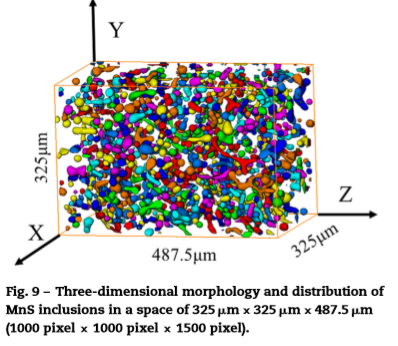 Y
325μm
Z
X
487.5μm
325μm
Fig. 9 – Three-dimensional morphology and distribution of
MnS inclusions in a space of 325 μm × 325 μm × 487.5 μm
(1000 pixel × 1000 pixel × 1500 pixel).